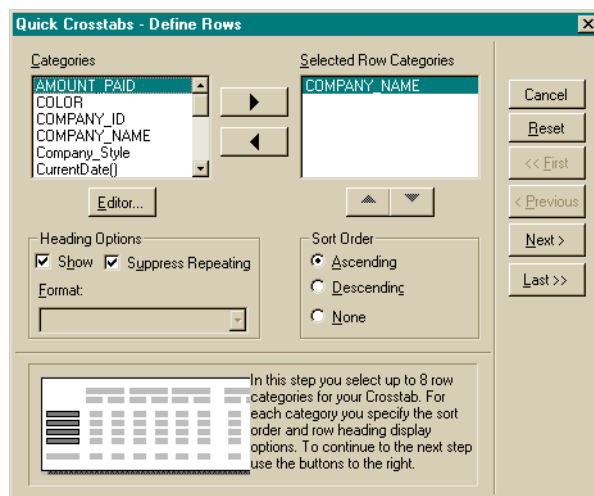 Quick Crosstabs - Define Rows
Categories
AMOUNT_PAID
COLOR
COMPANY_ID
COMPANY_NAME
Company_Style
CurrentDate()
Editor...
Selected Row Categories
COMPANY_NAME
Heading Options
Show Suppress Repeating
Format:
Sort Order
Ascending
Descending
None
Cancel
Reset
<< First
< Previous
Next >
Last >>
In this step you select up to 8 row
categories for your Crosstab. For
each category you specify the sort
order and row heading display
options. To continue to the next step
use the buttons to the right.